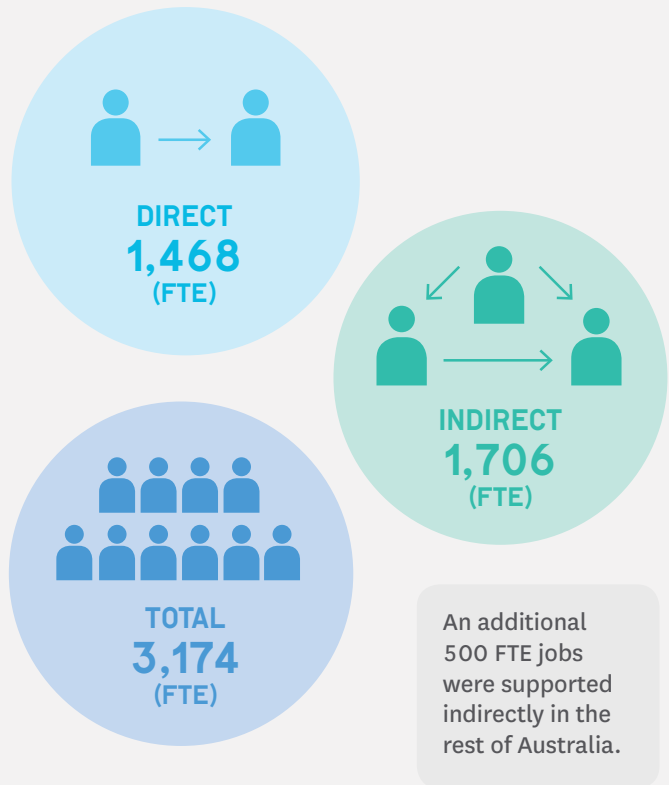 DIRECT
1,468
(FTE)
INDIRECT
1,706
(FTE)
TOTAL
3,174
(FTE)
An additional
500 FTE jobs
were supported
indirectly in the
rest of Australia.